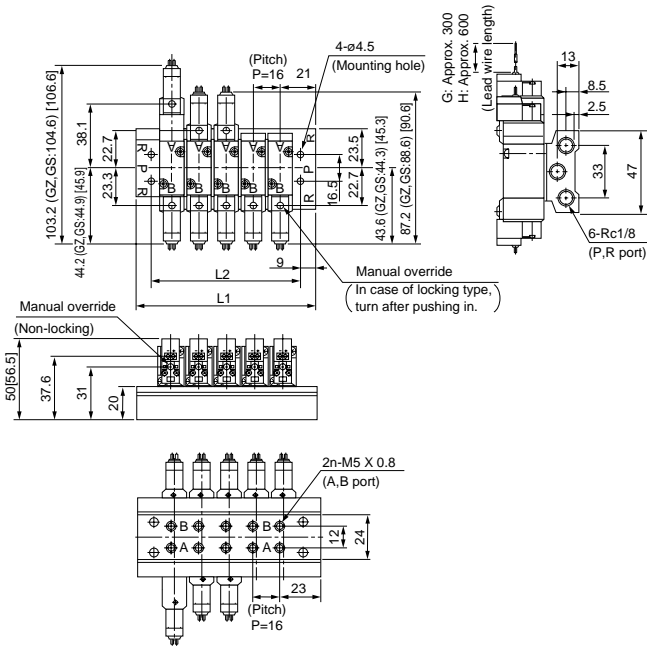 (Pitch)
P=16
21
4-ø4.5
(Mounting hole)
103.2 (GZ,GS:104.6) [106.6]
38.1
22.7
23.3
44.2 (GZ,GS:44.9) [45.9]
R
P
R
A
B
A
B
R
P
R
16.5
23.5
22.7
43.6 (GZ,GS:44.3) [45.3]
87.2 (GZ,GS:88.6) [90.6]
9
L2
L1
Manual override
(In case of locking type,
turn after pushing in.)
G: Approx. 300
H: Approx. 600
(Lead wire length)
13
8.5
2.5
33
47
6-Rc1/8
(P,R port)
Manual override
(Non-locking)
50[56.5]
37.6
31
20
2n-M5 X 0.8
(A,B port)
B
B
A
A
12
24
23
(Pitch)
P=16